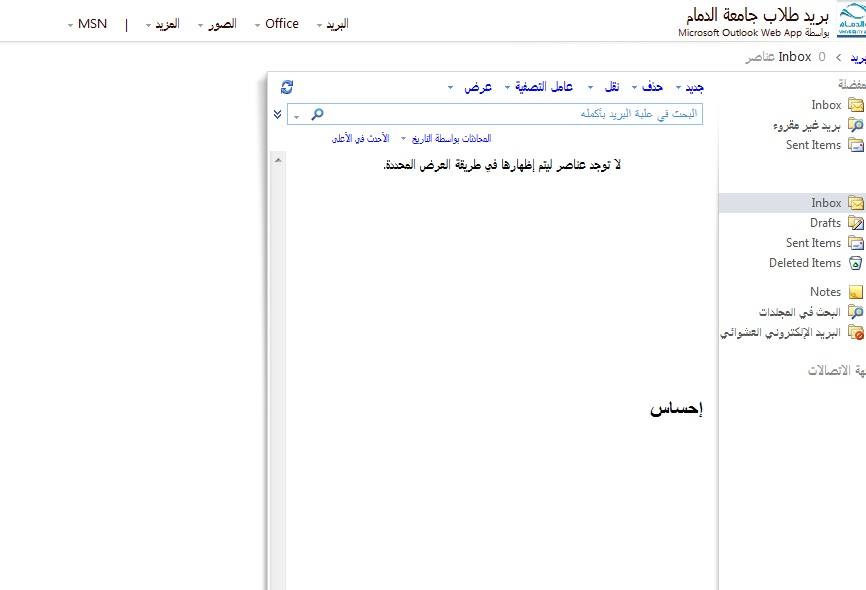 بريد طلاب جامعة الدمام
بواسطة Microsoft Outlook Web App
البريد
Office
الصور
المزيد
|
MSN
بريد > Inbox 0 عناصر
مفضلة
Inbox
بريد غير مقروء
Sent Items
Inbox
Drafts
Sent Items
Deleted Items
Notes
البحث في المجلدات
البريد الإلكتروني العشوائي
هة الاتصالات
جديد حذف نقل عامل التصفية عرض
البحث في علبة البريد بأكمله
المحادثات بواسطة التاريخ الأحدث في الأعلى
لا توجد عناصر ليتم إظهارها في طريقة العرض المحددة.
إحساس